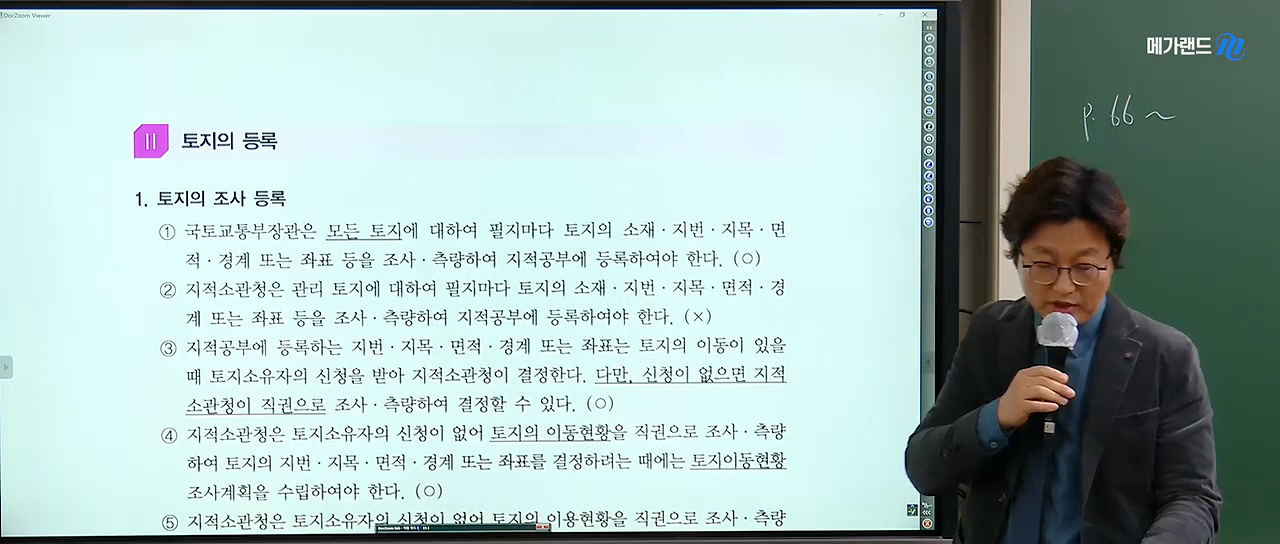 DocZoom Viewer
메가랜드
p. 66 ~
II 토지의 등록
1. 토지의 조사 등록
① 국토교통부장관은 모든 토지에 대하여 필지마다 토지의 소재 · 지번 · 지목 · 면
적 · 경계 또는 좌표 등을 조사 · 측량하여 지적공부에 등록하여야 한다. (○)
② 지적소관청은 관리 토지에 대하여 필지마다 토지의 소재 · 지번 · 지목 · 면적 · 경
계 또는 좌표 등을 조사 · 측량하여 지적공부에 등록하여야 한다. (×)
③ 지적공부에 등록하는 지번 · 지목 · 면적 · 경계 또는 좌표는 토지의 이동이 있을
때 토지소유자의 신청을 받아 지적소관청이 결정한다. 다만, 신청이 없으면 지적
소관청이 직권으로 조사 · 측량하여 결정할 수 있다. (○)
④ 지적소관청은 토지소유자의 신청이 없어 토지의 이동현황을 직권으로 조사 · 측량
하여 토지의 지번 · 지목 · 면적 · 경계 또는 좌표를 결정하려는 때에는 토지이동현황
조사계획을 수립하여야 한다. (○)
⑤ 지적소관청은 토지소유자의 신청이 없어 토지의 이용현황을 직권으로 조사 · 측량